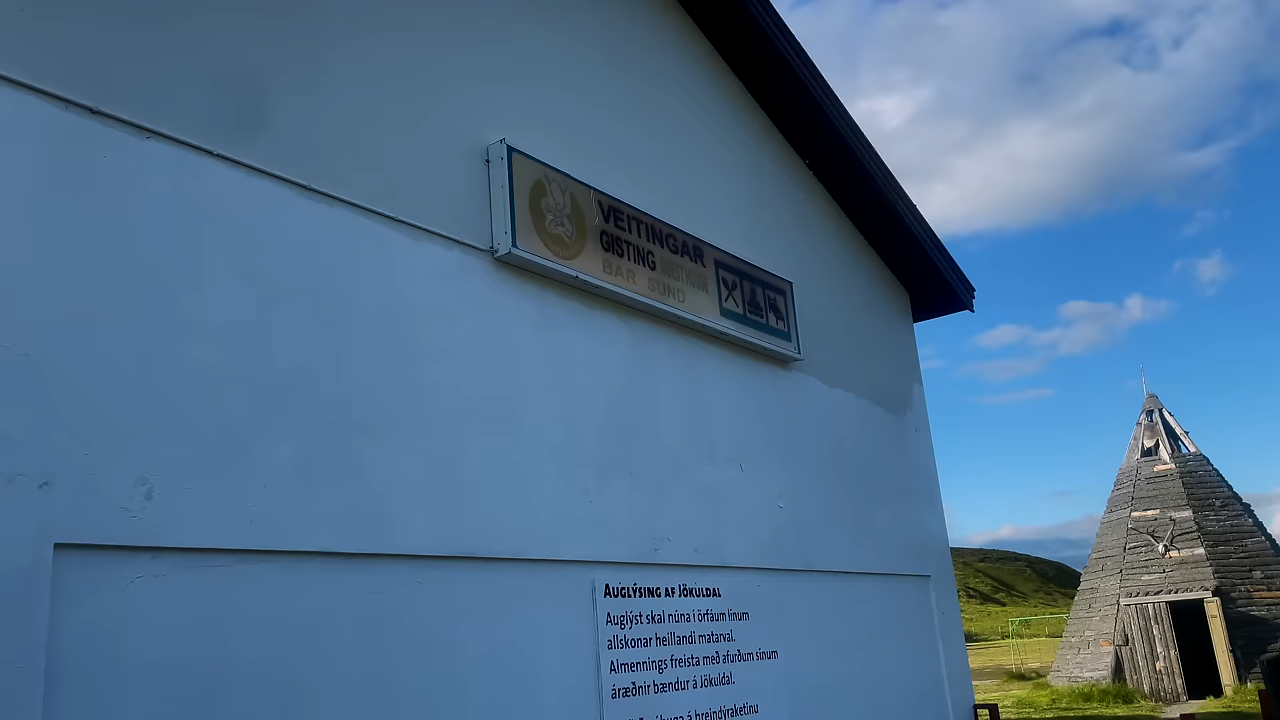 VEITINGAR
GISTING
BAR SUND
Auglýsing af Jökuldal
Auglýst skal núna í örfáum línum
allskonar heillandi matarval.
Almennings freista með afurðum sínum
áræðnir bændur á Jökuldal.
á hreindýraketinu